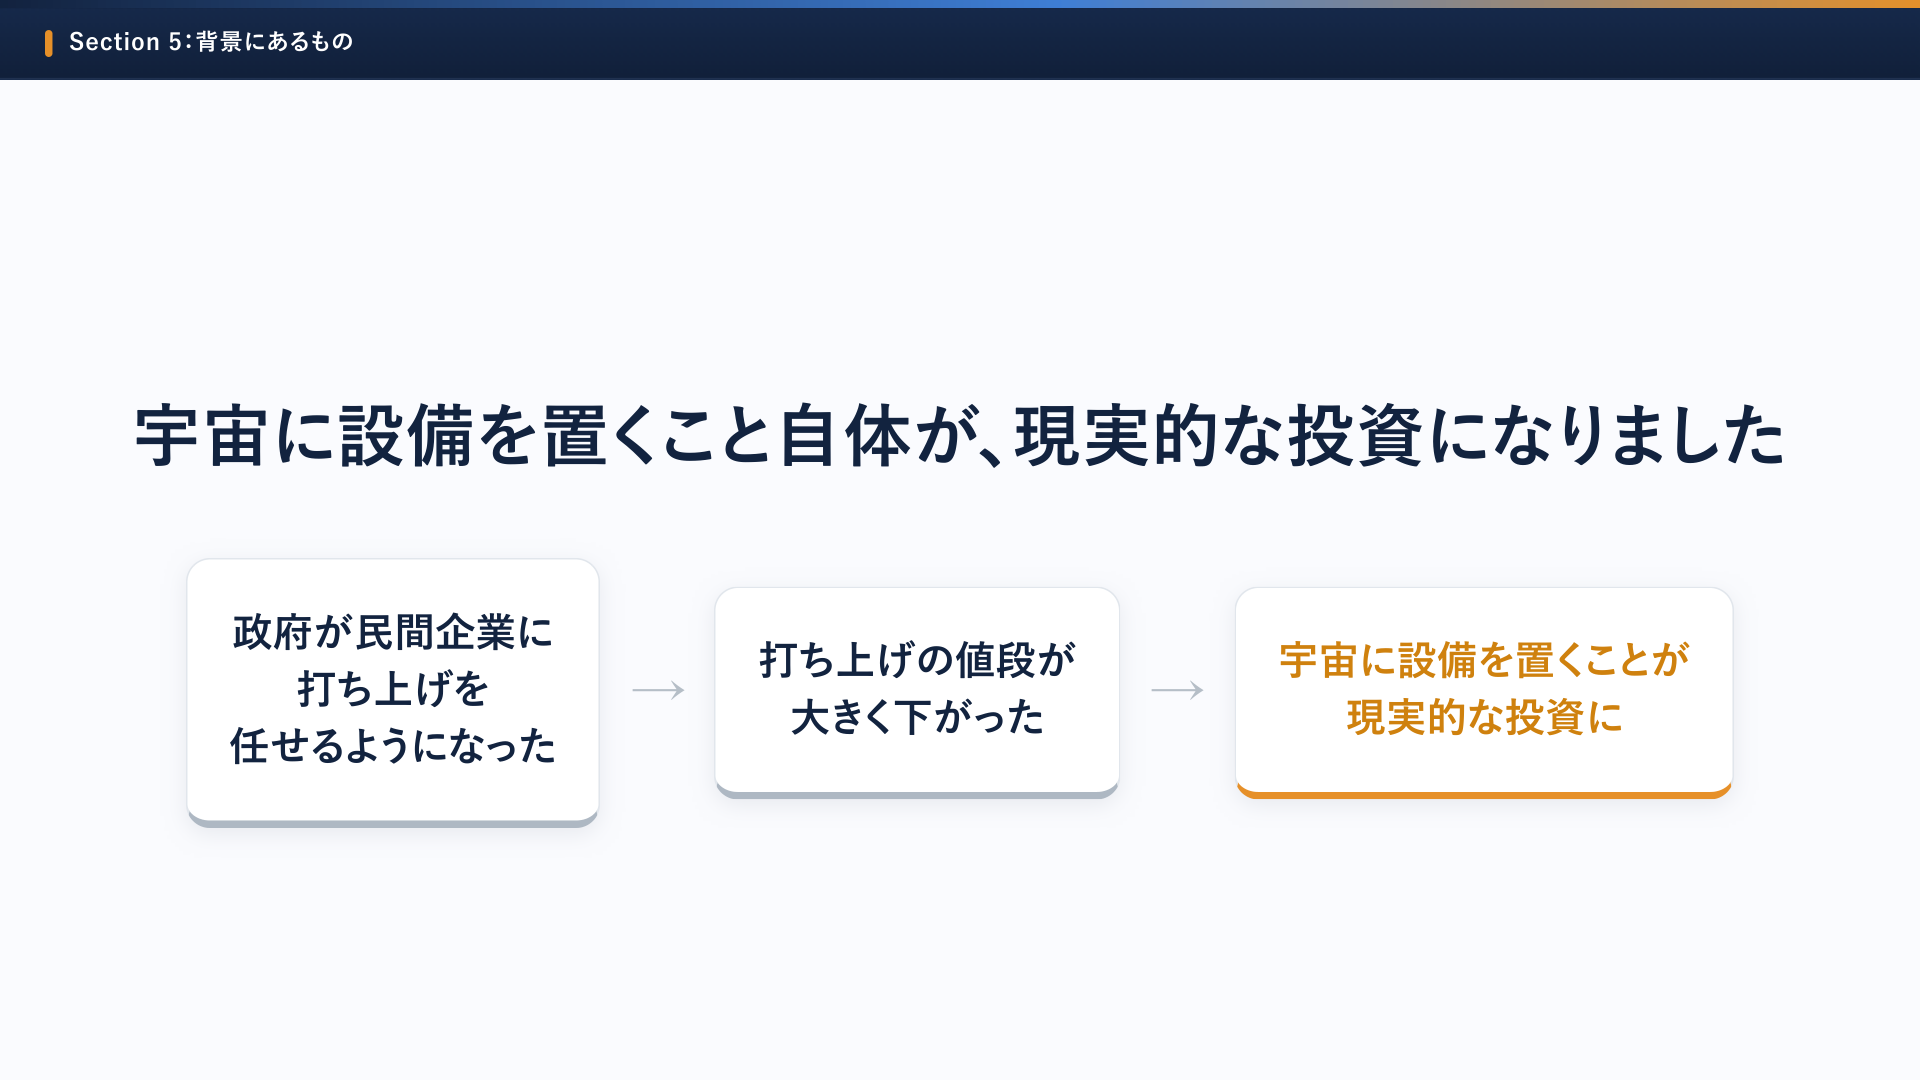 Section 5：背景にあるもの
宇宙に設備を置くこと自体が、現実的な投資になりました
政府が民間企業に
打ち上げを
任せるようになった
→
打ち上げの値段が
大きく下がった
→
宇宙に設備を置くことが
現実的な投資に